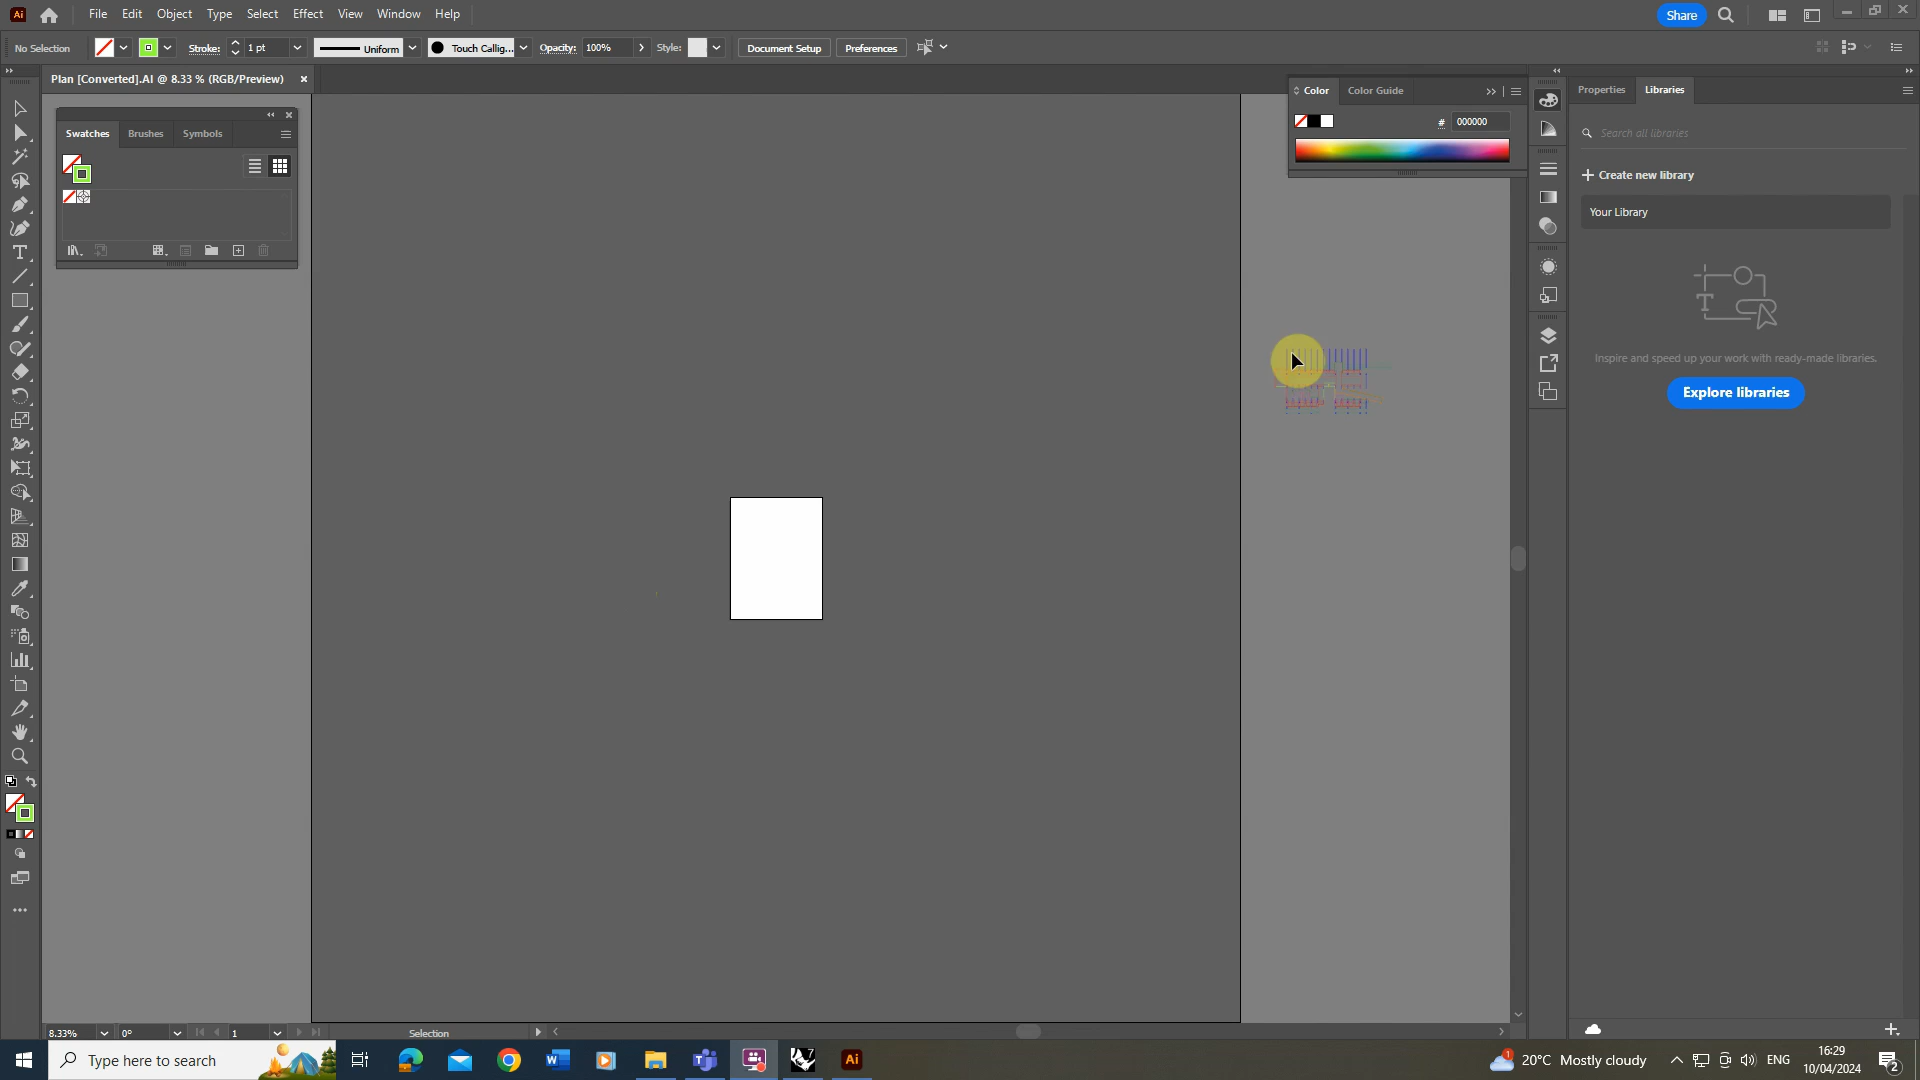 Ai File Edit Object Type Select Effect View Window Help Share
No Selection Stroke: 1 pt Uniform Touch Callig... Opacity: 100% Style: Document Setup Preferences
Plan [Converted].AI @ 8.33 % (RGB/Preview) ×
Swatches Brushes Symbols
Color Color Guide
# 000000
Properties Libraries
Search all libraries
Create new library
Your Library
Inspire and speed up your work with ready-made libraries.
Explore libraries
8.33% 0° 1 Selection
Type here to search
1 20°C Mostly cloudy ENG
16:29
10/04/2024
2